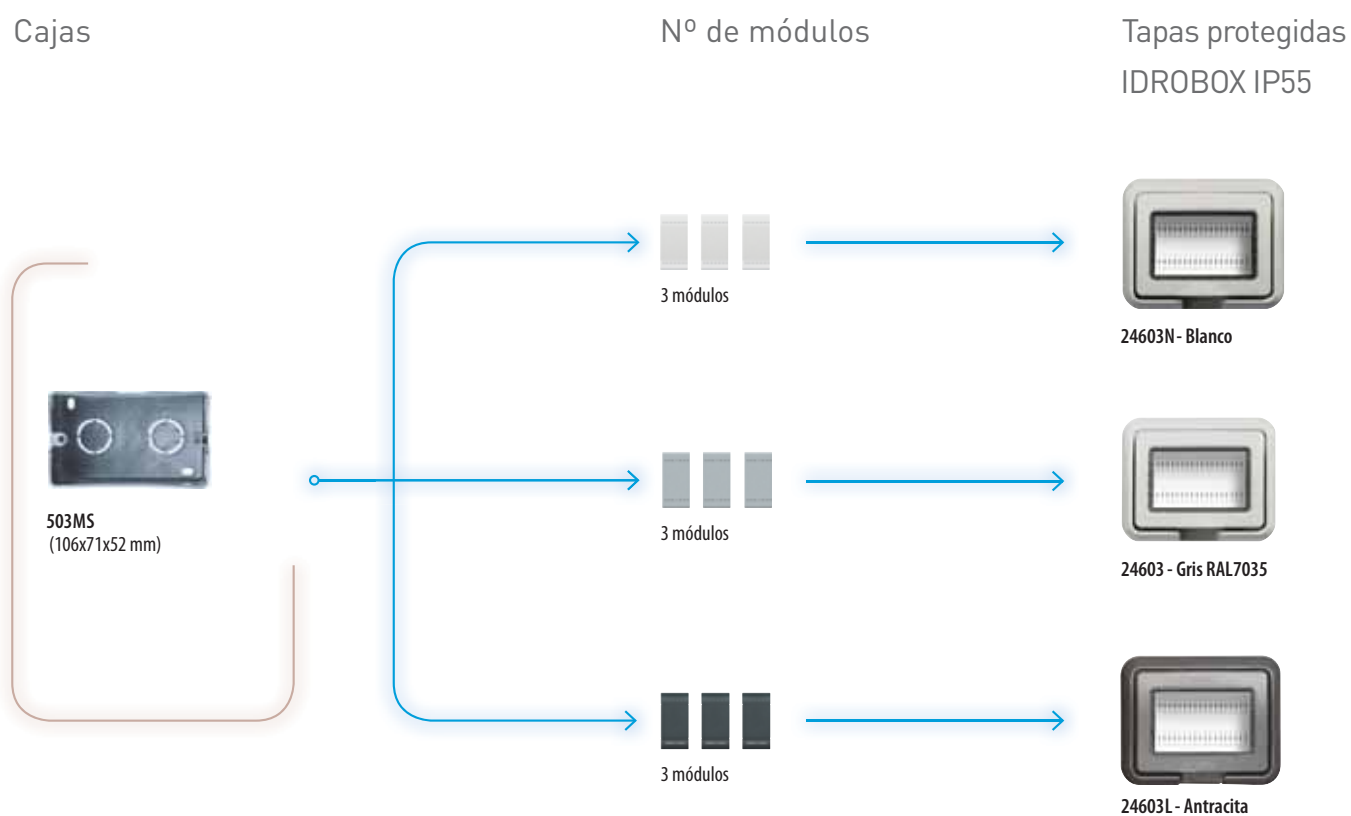 Cajas
Nº de módulos
Tapas protegidas
IDROBOX IP55
3 módulos
24603N - Blanco
503MS
(106x71x52 mm)
3 módulos
24603 - Gris RAL7035
3 módulos
24603L - Antracita